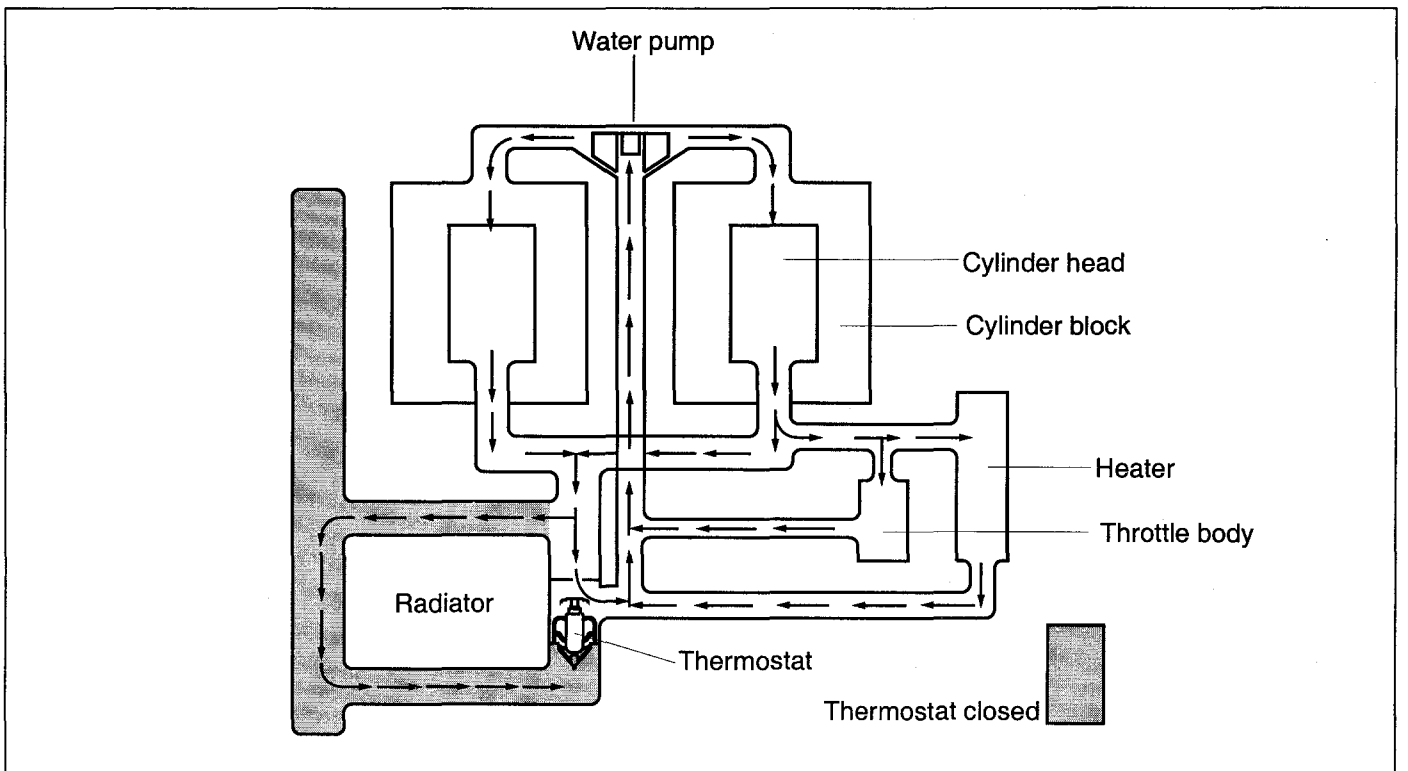 Water pump
Cylinder head
Cylinder block
Heater
Throttle body
Radiator
Thermostat
Thermostat closed